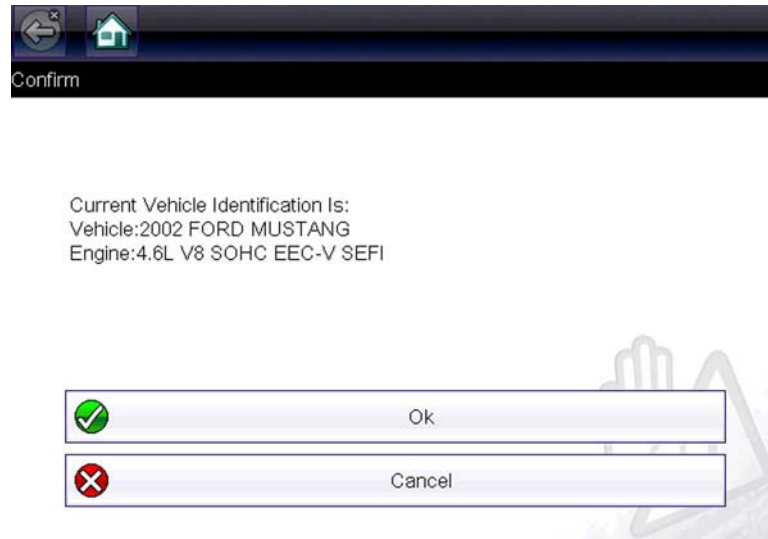 Confirm
Current Vehicle Identification Is:
Vehicle:2002 FORD MUSTANG
Engine:4.6L V8 SOHC EEC-V SEFI
Ok
Cancel